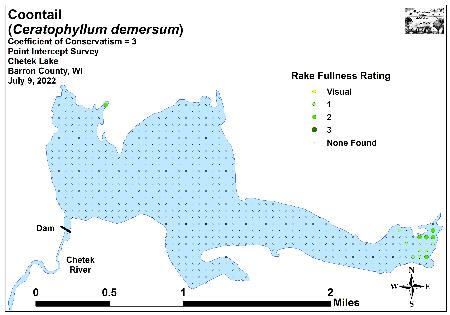 Coontail
(Ceratophyllum demersum)
Coefficient of Conservatism = 3
Point Intercept Survey
Chetek Lake
Barron County, WI
July 9, 2022
Rake Fullness Rating
Visual
1
2
3
None Found
Dam
Chetek
River
N
W E
S
0 0.5 1 2
Miles